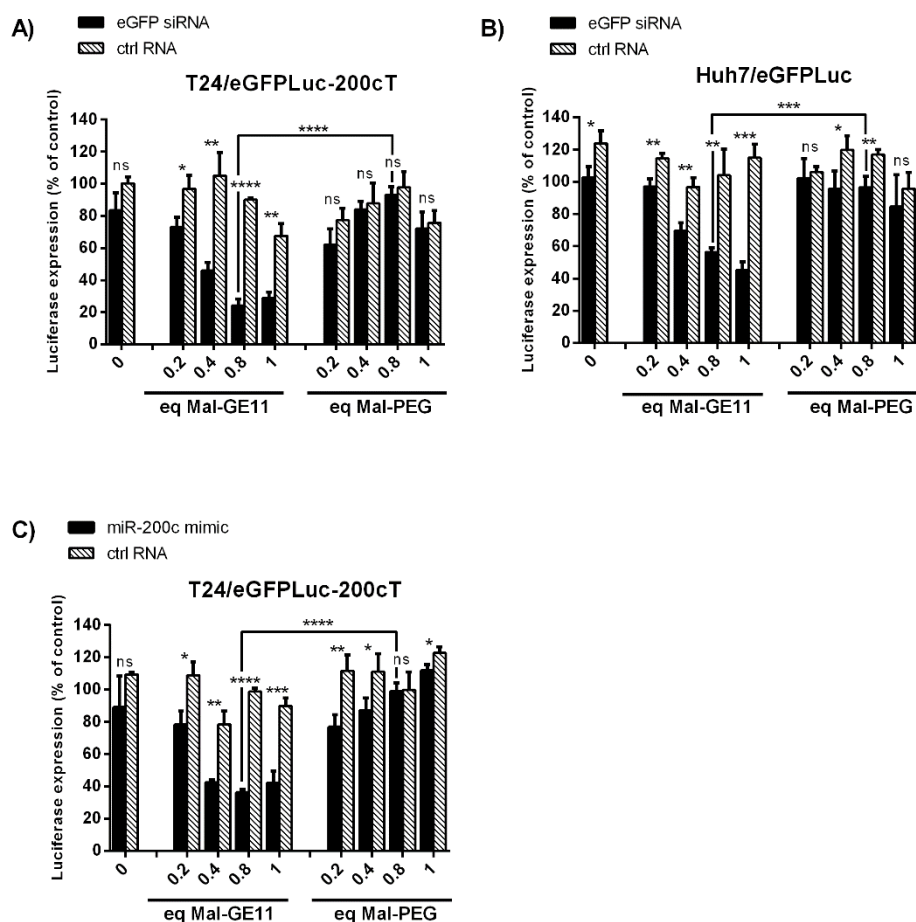 A)
eGFP siRNA
ctrl RNA
T24/eGFPLuc-200cT
Luciferase expression (% of control)
140
120
100
80
60
40
20
0
ns
*
**
****
**
****
ns
ns
ns
ns
0
0.2
0.4
0.8
1
0.2
0.4
0.8
1
eq Mal-GE11
eq Mal-PEG
B)
eGFP siRNA
ctrl RNA
Huh7/eGFPLuc
Luciferase expression (% of control)
140
120
100
80
60
40
20
0
*
**
**
**
***
***
ns
*
**
ns
0
0.2
0.4
0.8
1
0.2
0.4
0.8
1
eq Mal-GE11
eq Mal-PEG
C)
miR-200c mimic
ctrl RNA
T24/eGFPLuc-200cT
Luciferase expression (% of control)
140
120
100
80
60
40
20
0
ns
*
**
****
***
****
**
*
ns
*
0
0.2
0.4
0.8
1
0.2
0.4
0.8
1
eq Mal-GE11
eq Mal-PEG